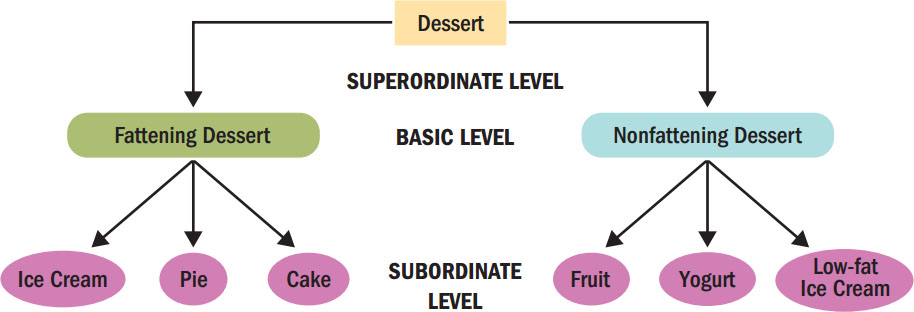 Dessert
SUPERORDINATE LEVEL
Fattening Dessert
BASIC LEVEL
Nonfattening Dessert
Ice Cream
Pie
Cake
SUBORDINATE
LEVEL
Fruit
Yogurt
Low-fat
Ice Cream